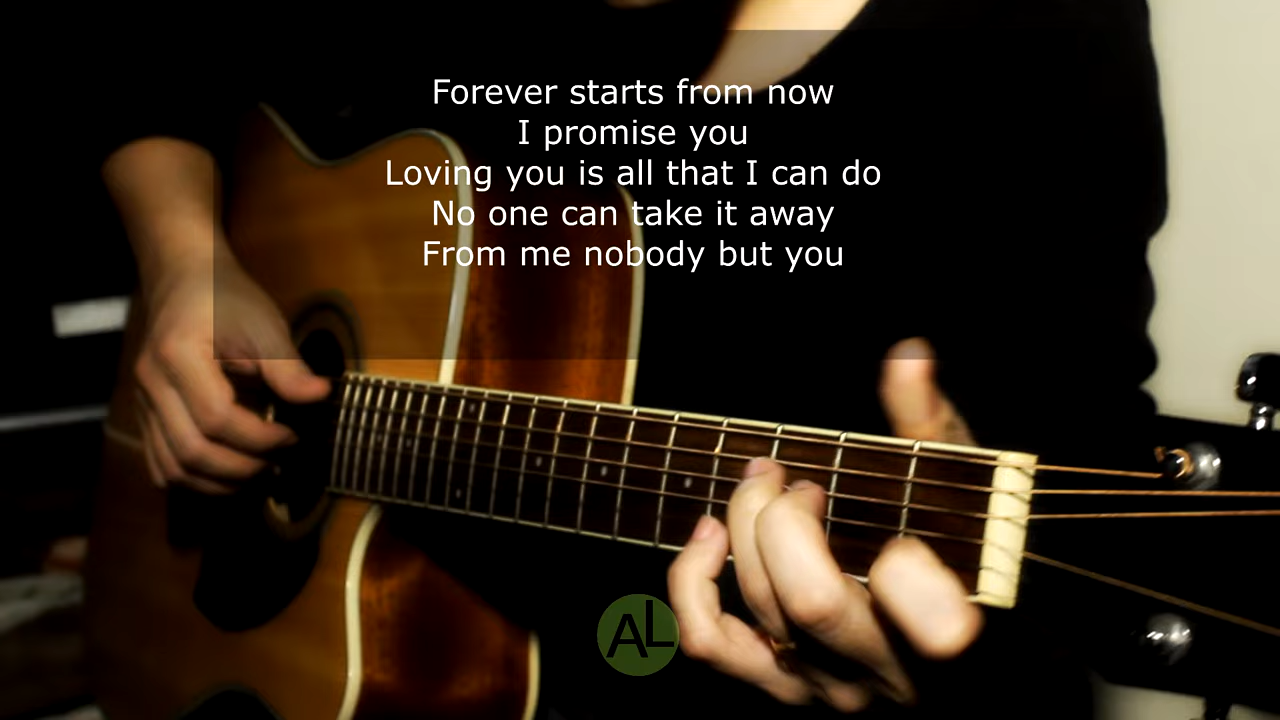 Forever starts from now
I promise you
Loving you is all that I can do
No one can take it away
From me nobody but you
AL